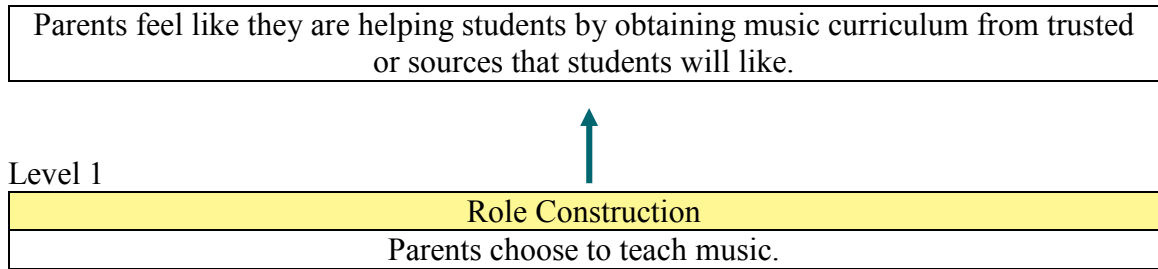 Parents feel like they are helping students by obtaining music curriculum from trusted
or sources that students will like.
Level 1
Role Construction
Parents choose to teach music.